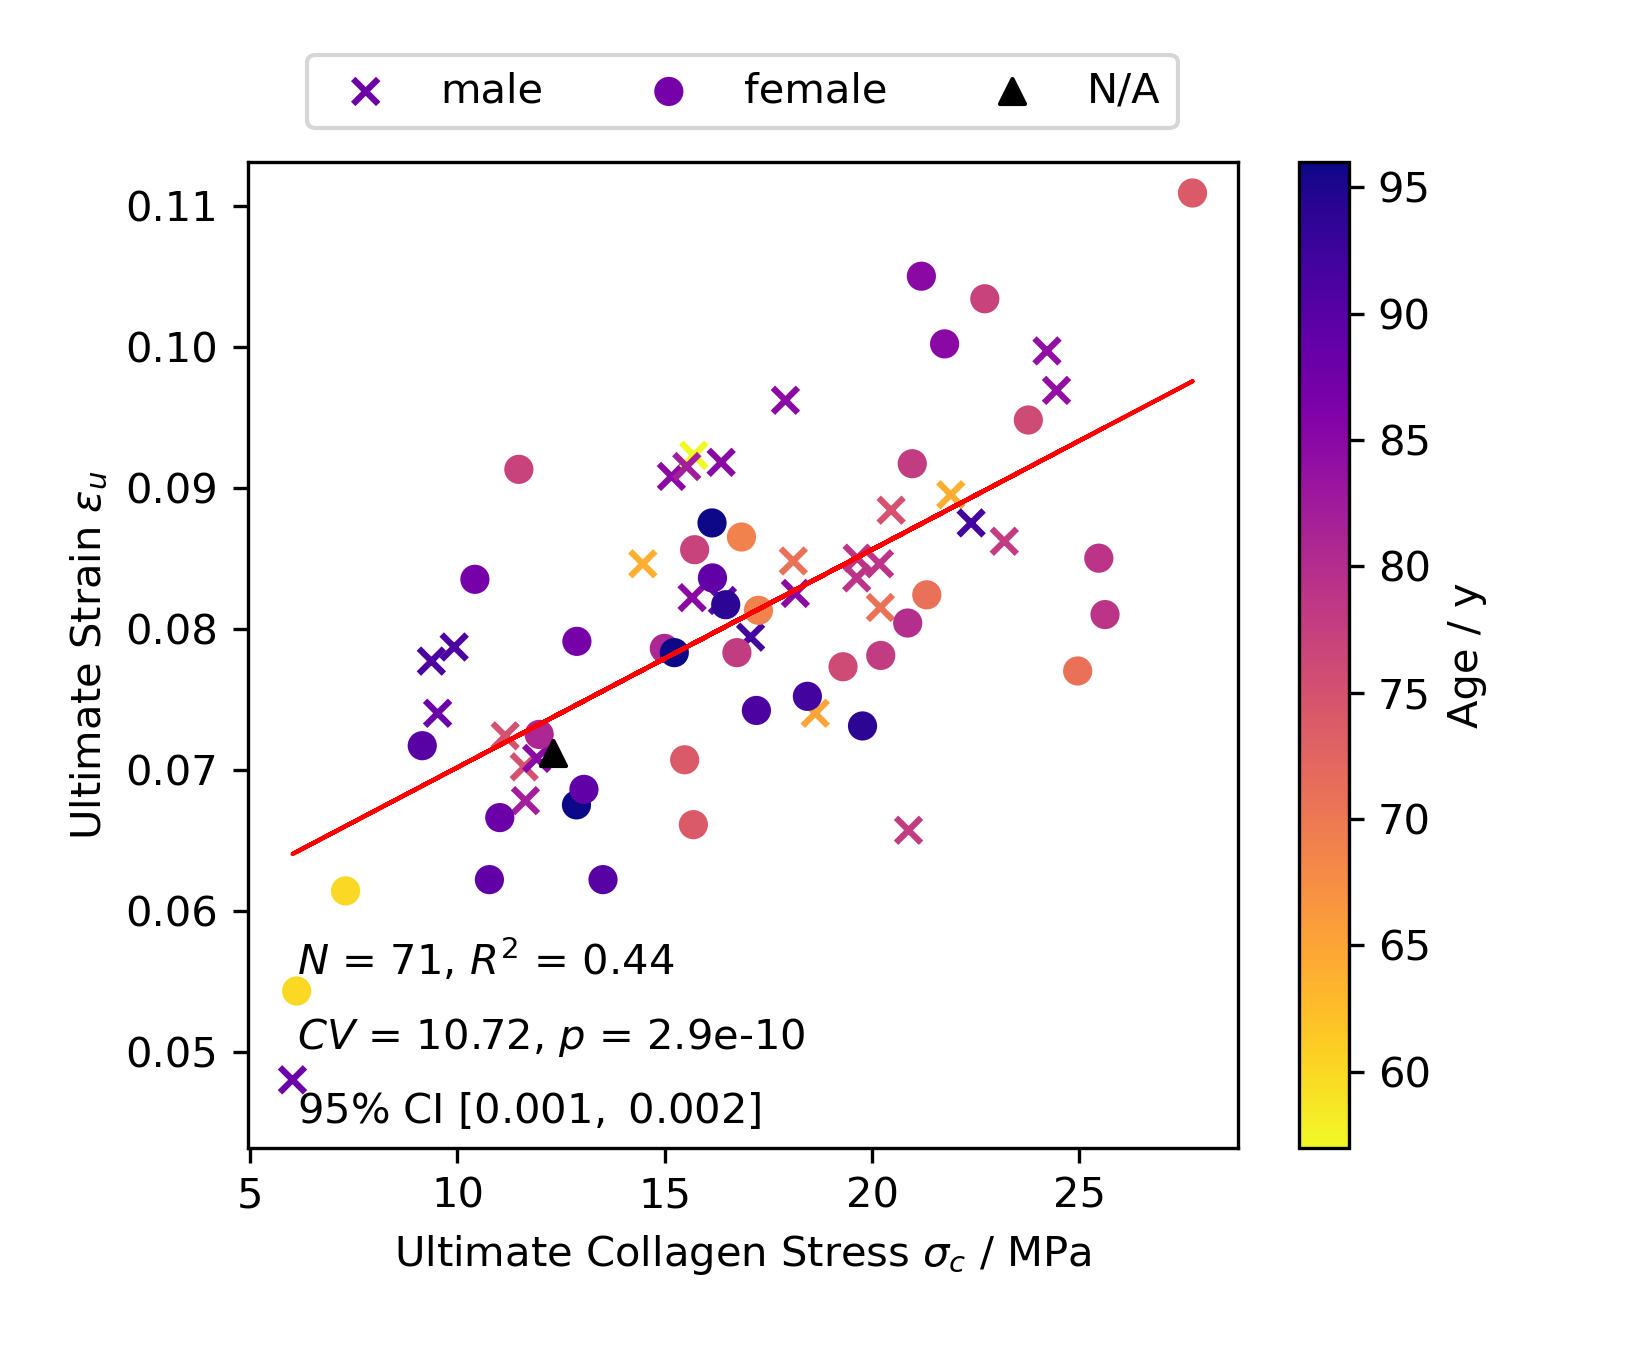 male female N/A
0.11
0.10
0.09
0.08
0.07
0.06
0.05
Ultimate Strain εu
N = 71, R² = 0.44
CV = 10.72, p = 2.9e-10
95% CI [0.001, 0.002]
5 10 15 20 25
Ultimate Collagen Stress σc / MPa
95
90
85
80
75
70
65
60
Age / y